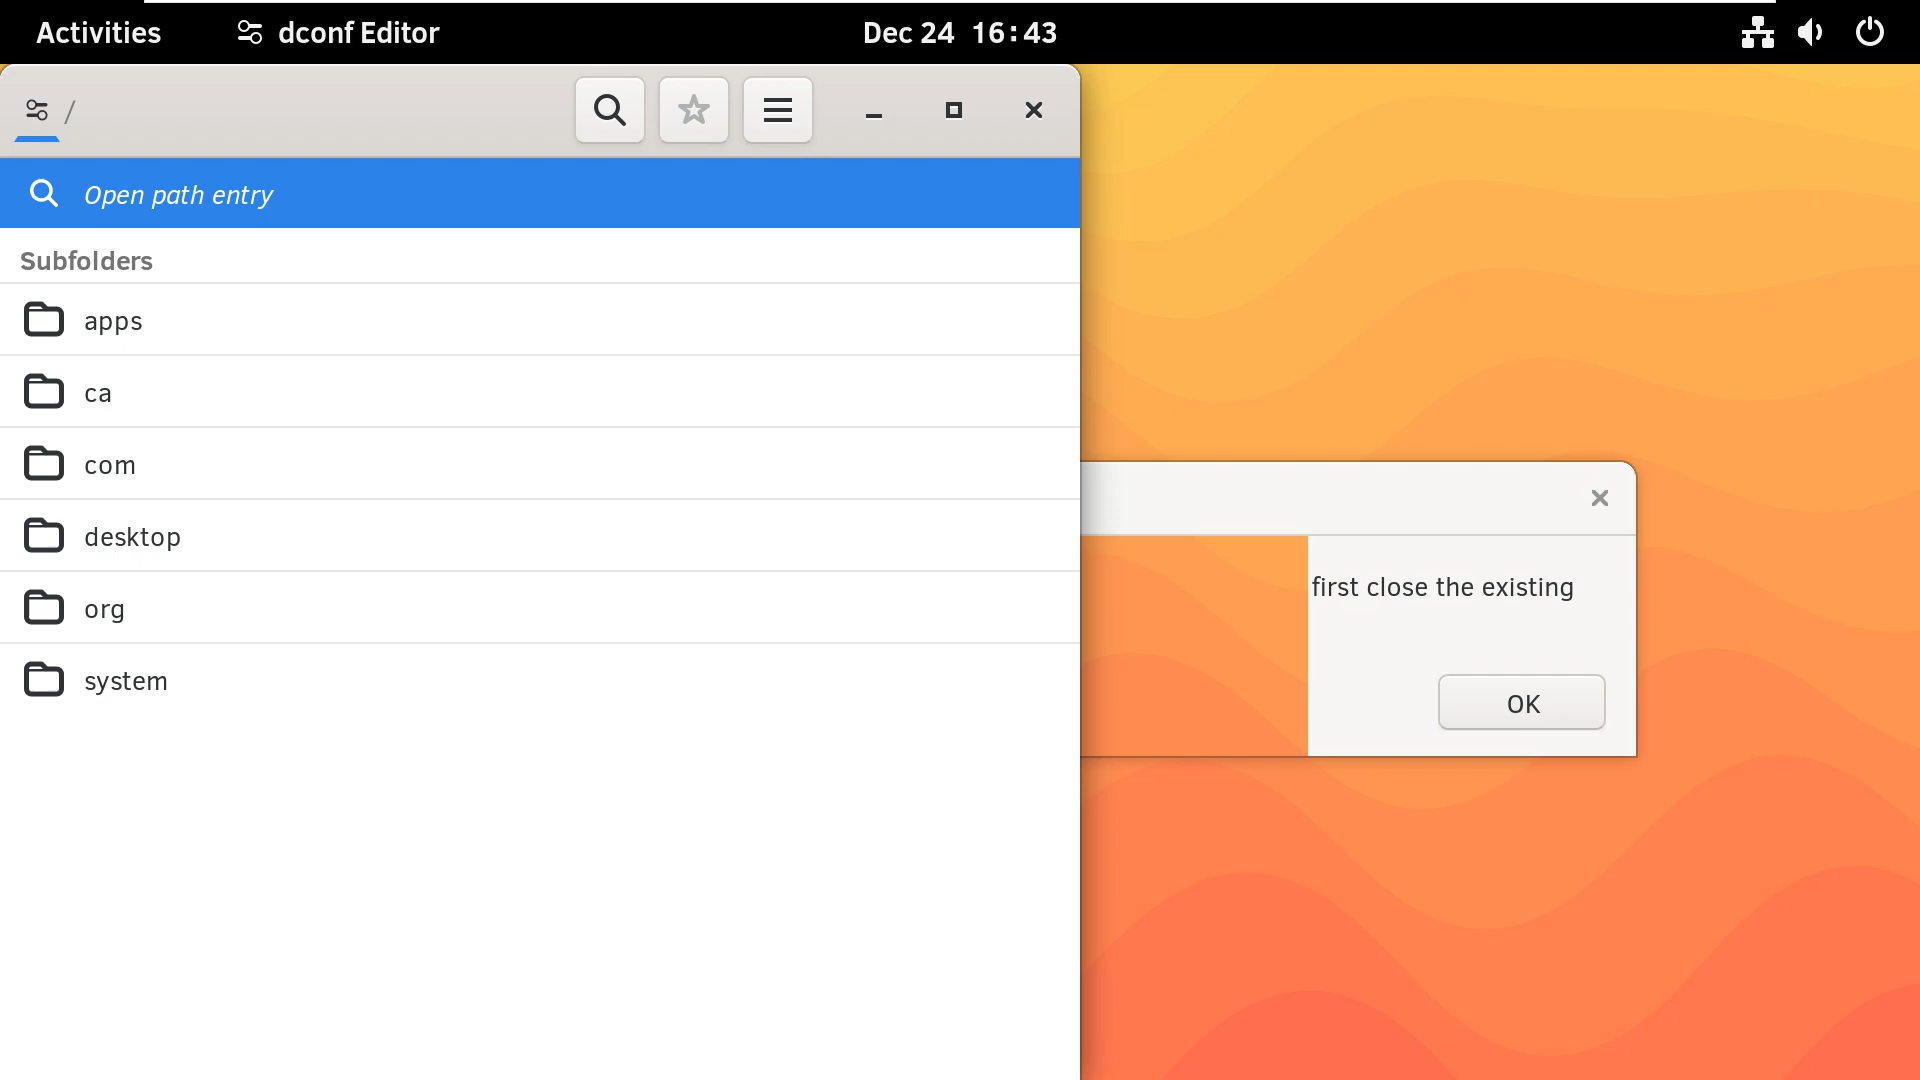 Activities dconf Editor Dec 24 16:43
/
Open path entry
Subfolders
apps
ca
com
desktop
org
system
first close the existing
OK